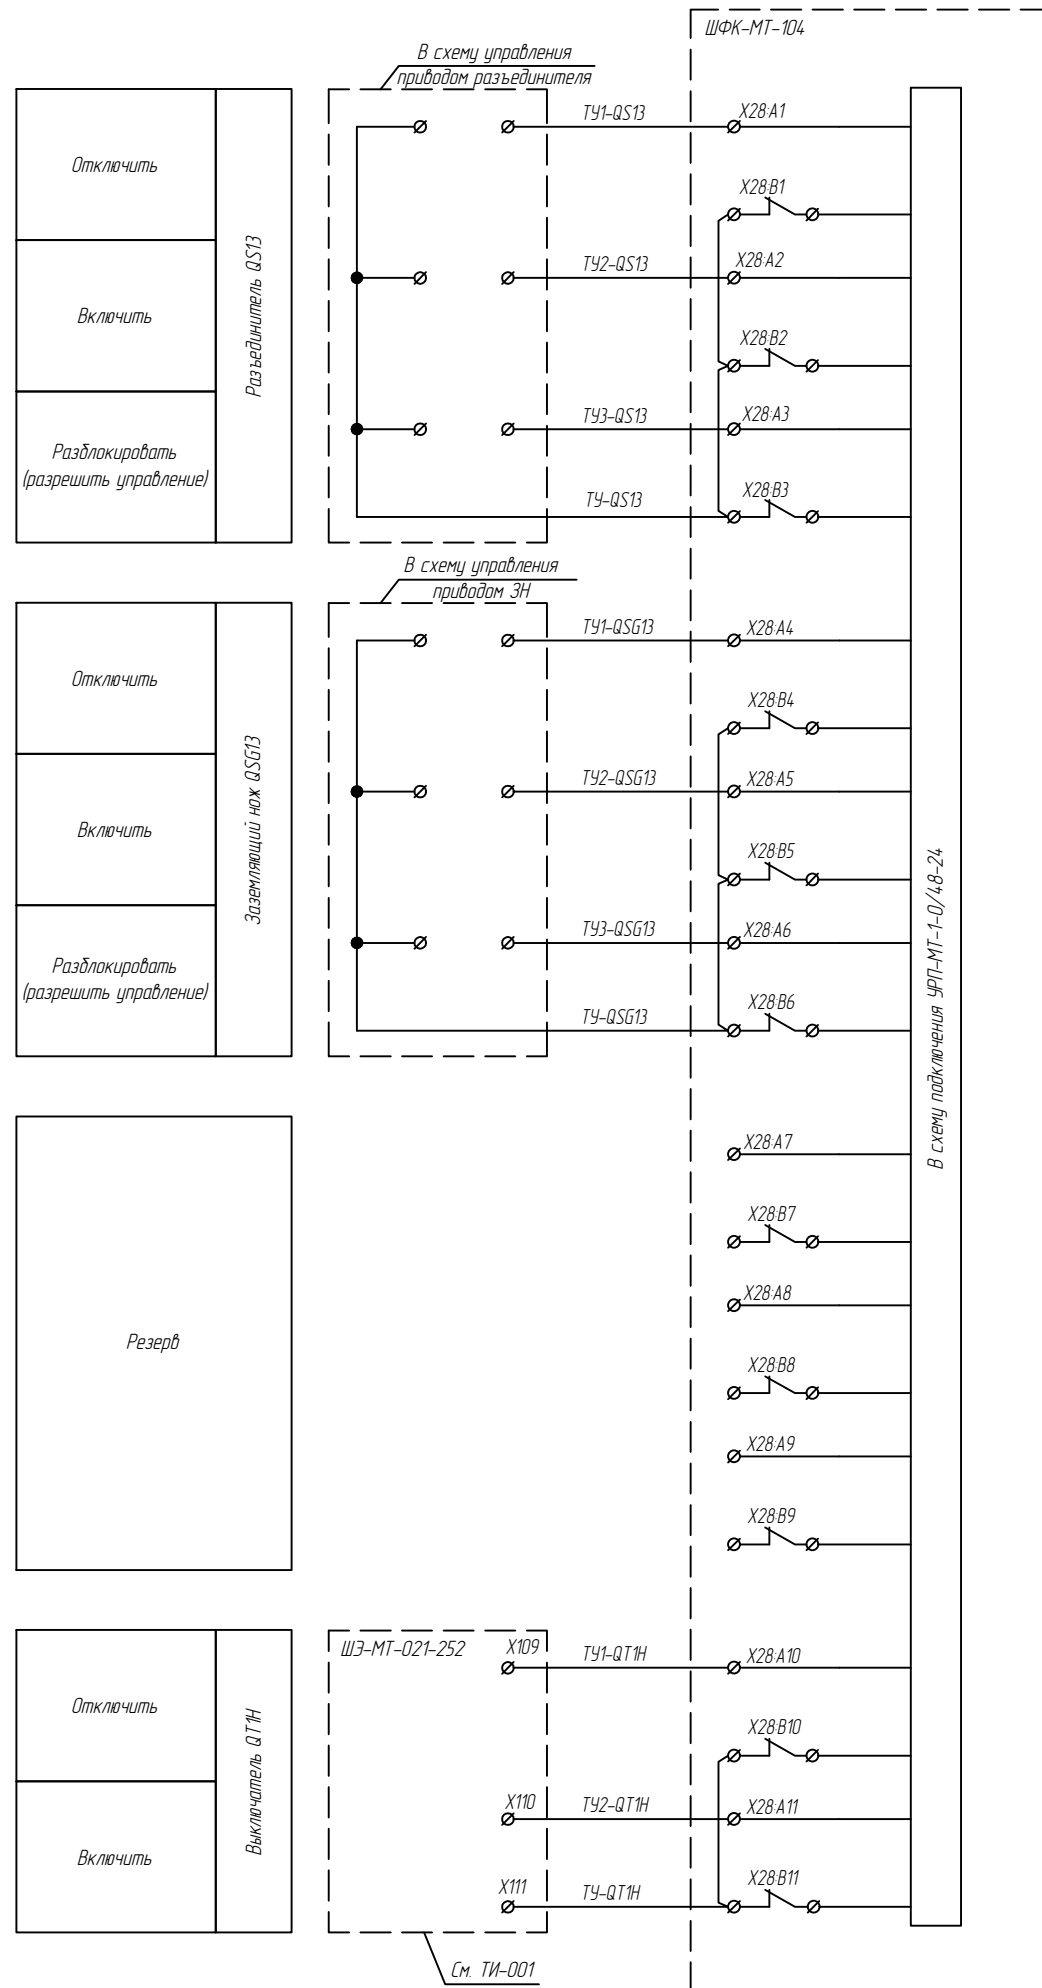 ШФК-МТ-104
В схему управления
приводом разъединителя
Отключить
Включить
Разблокировать
(разрешить управление)
Разъединитель QS13
ТУ1-QS13
X28:A1
X28:B1
ТУ2-QS13
X28:A2
X28:B2
ТУ3-QS13
X28:A3
ТУ-QS13
X28:B3
В схему управления
приводом ЗН
Отключить
Включить
Разблокировать
(разрешить управление)
Заземляющий нож QSG13
ТУ1-QSG13
X28:A4
X28:B4
ТУ2-QSG13
X28:A5
X28:B5
ТУ3-QSG13
X28:A6
ТУ-QSG13
X28:B6
В схему подключения УРП-МТ-1-0/48-24
Резерв
X28:A7
X28:B7
X28:A8
X28:B8
X28:A9
X28:B9
Отключить
Включить
Выключатель QT1H
ШЭ-МТ-021-252
X109
ТУ1-QT1H
X28:A10
X28:B10
X110
ТУ2-QT1H
X28:A11
X111
ТУ-QT1H
X28:B11
См. ТИ-001